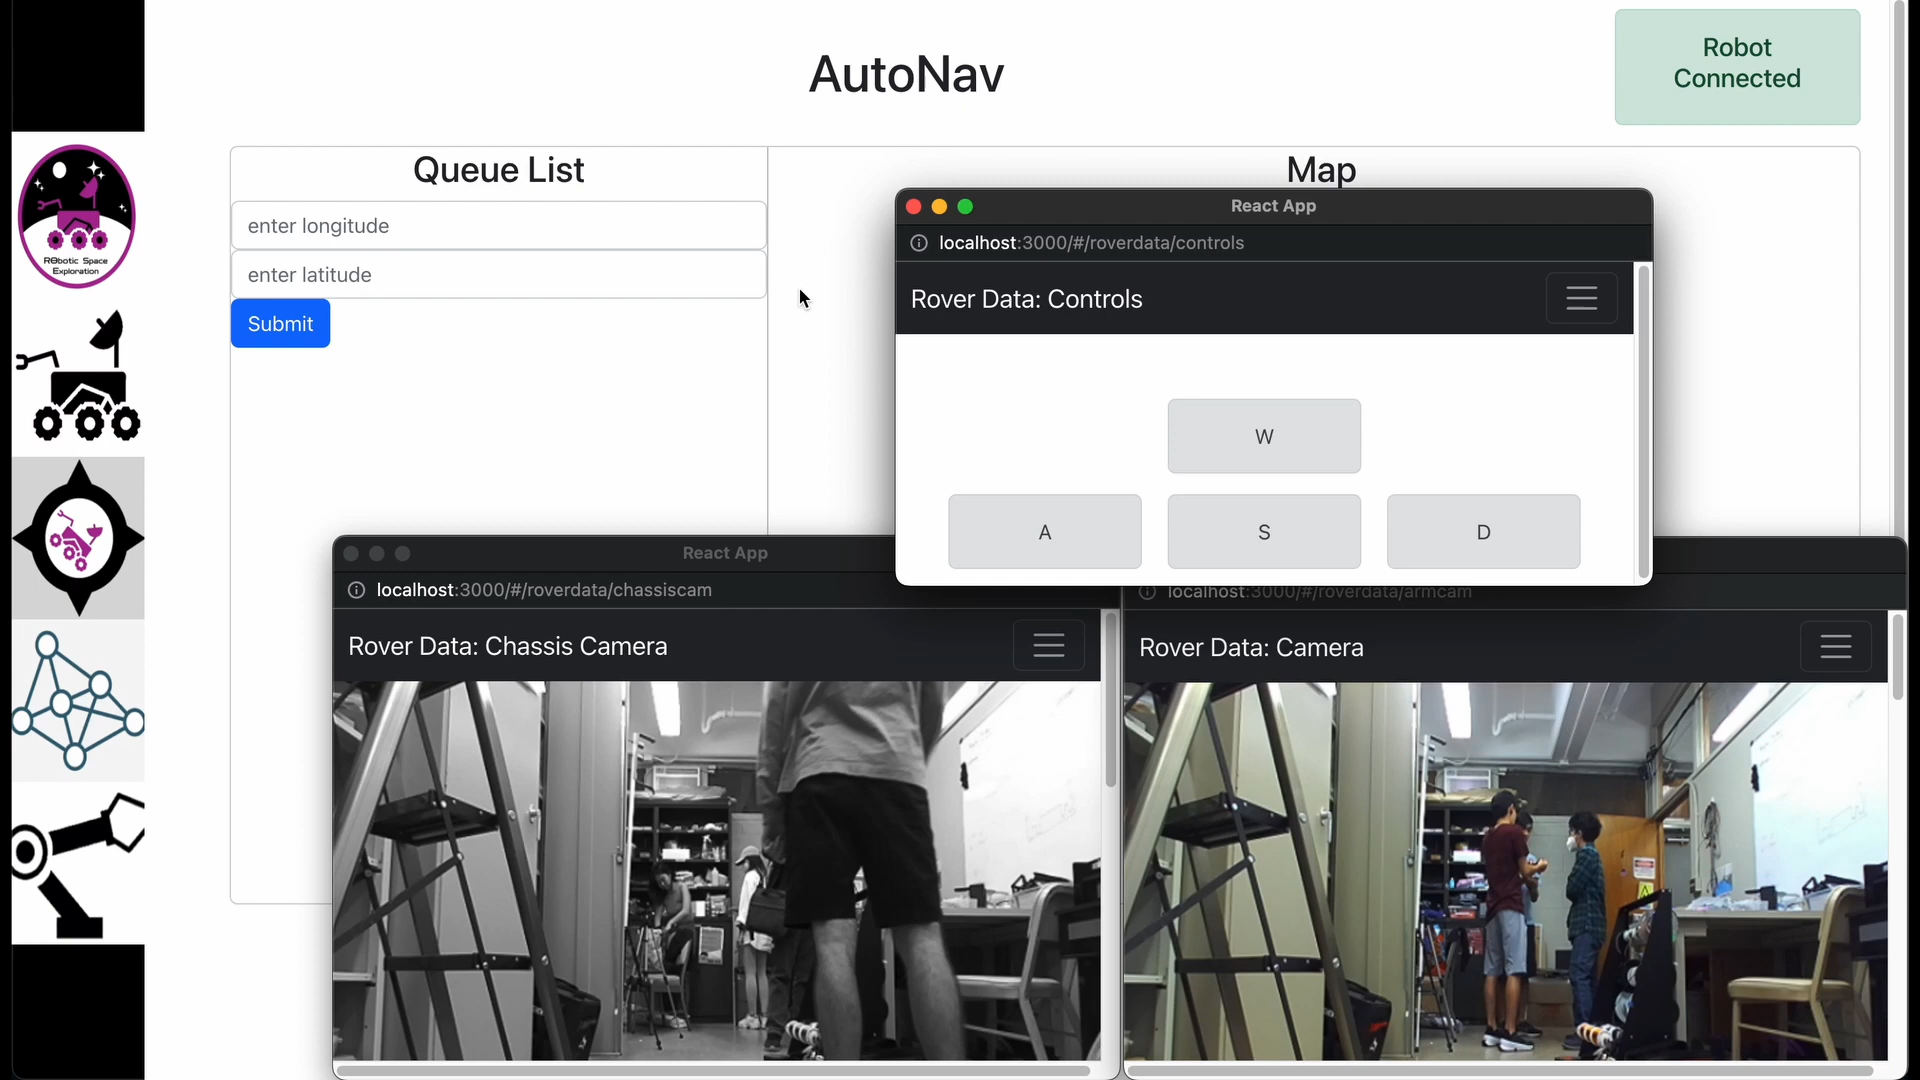 AutoNav
Robot
Connected
RObotic Space
Exploration
Queue List
enter longitude
enter latitude
Submit
Map
React App
localhost:3000/#/roverdata/controls
Rover Data: Controls
W
A
S
D
React App
localhost:3000/#/roverdata/chassiscam
Rover Data: Chassis Camera
localhost:3000/#/roverdata/armcam
Rover Data: Camera